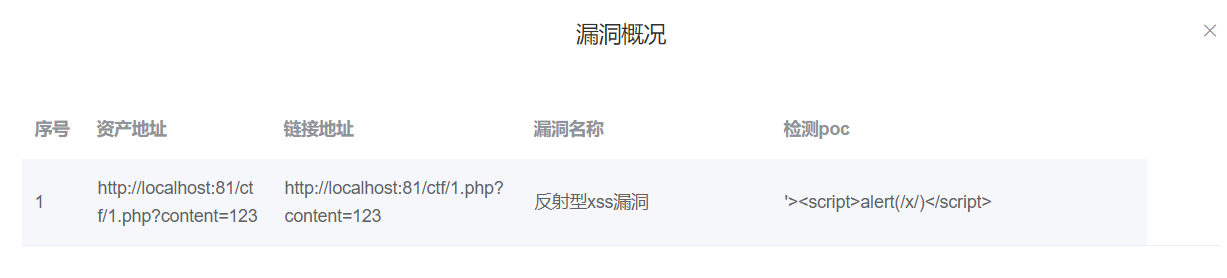 漏洞概况
序号 资产地址 链接地址 漏洞名称 检测poc
1 http://localhost:81/ct http://localhost:81/ctf/1.php? 反射型xss漏洞 '><script>alert(/x/)</script>
f/1.php?content=123 content=123